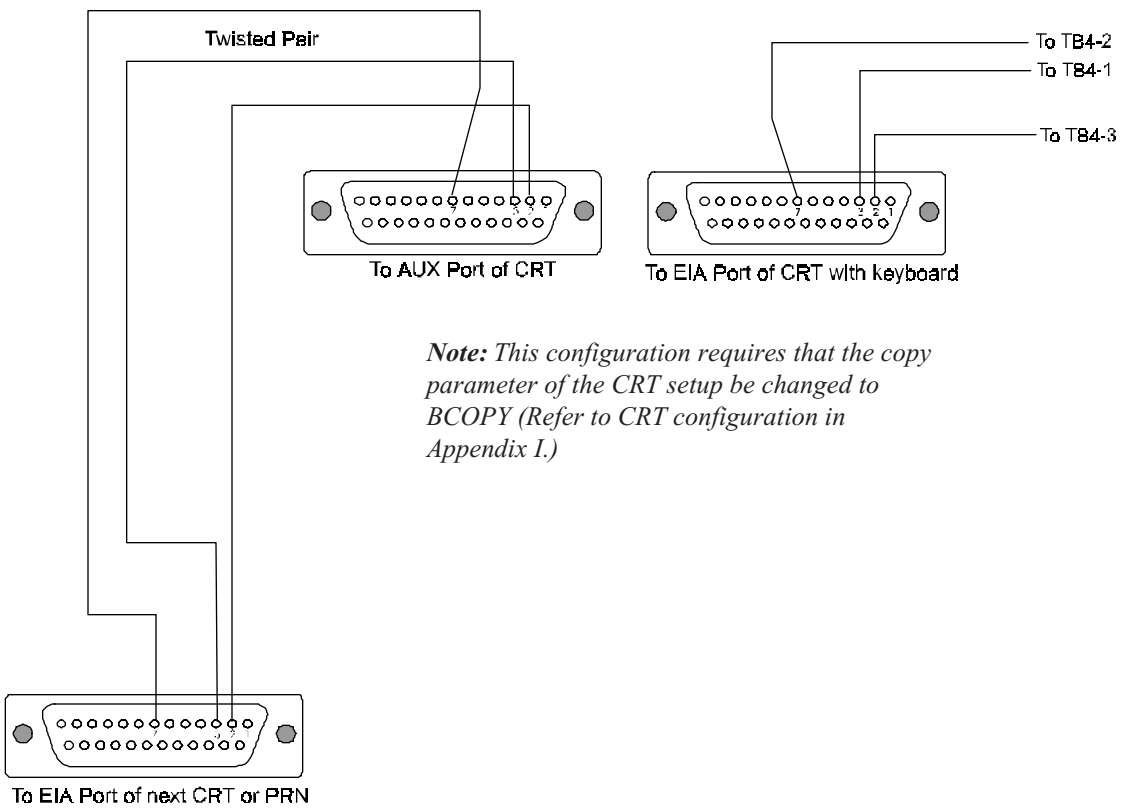 Twisted Pair
To TB4-2
To TB4-1
To TB4-3
7 3 2 1
7 3 2 1
To AUX Port of CRT
To EIA Port of CRT with keyboard
Note: This configuration requires that the copy
parameter of the CRT setup be changed to
BCOPY (Refer to CRT configuration in
Appendix I.)
7 3 2 1
To EIA Port of next CRT or PRN